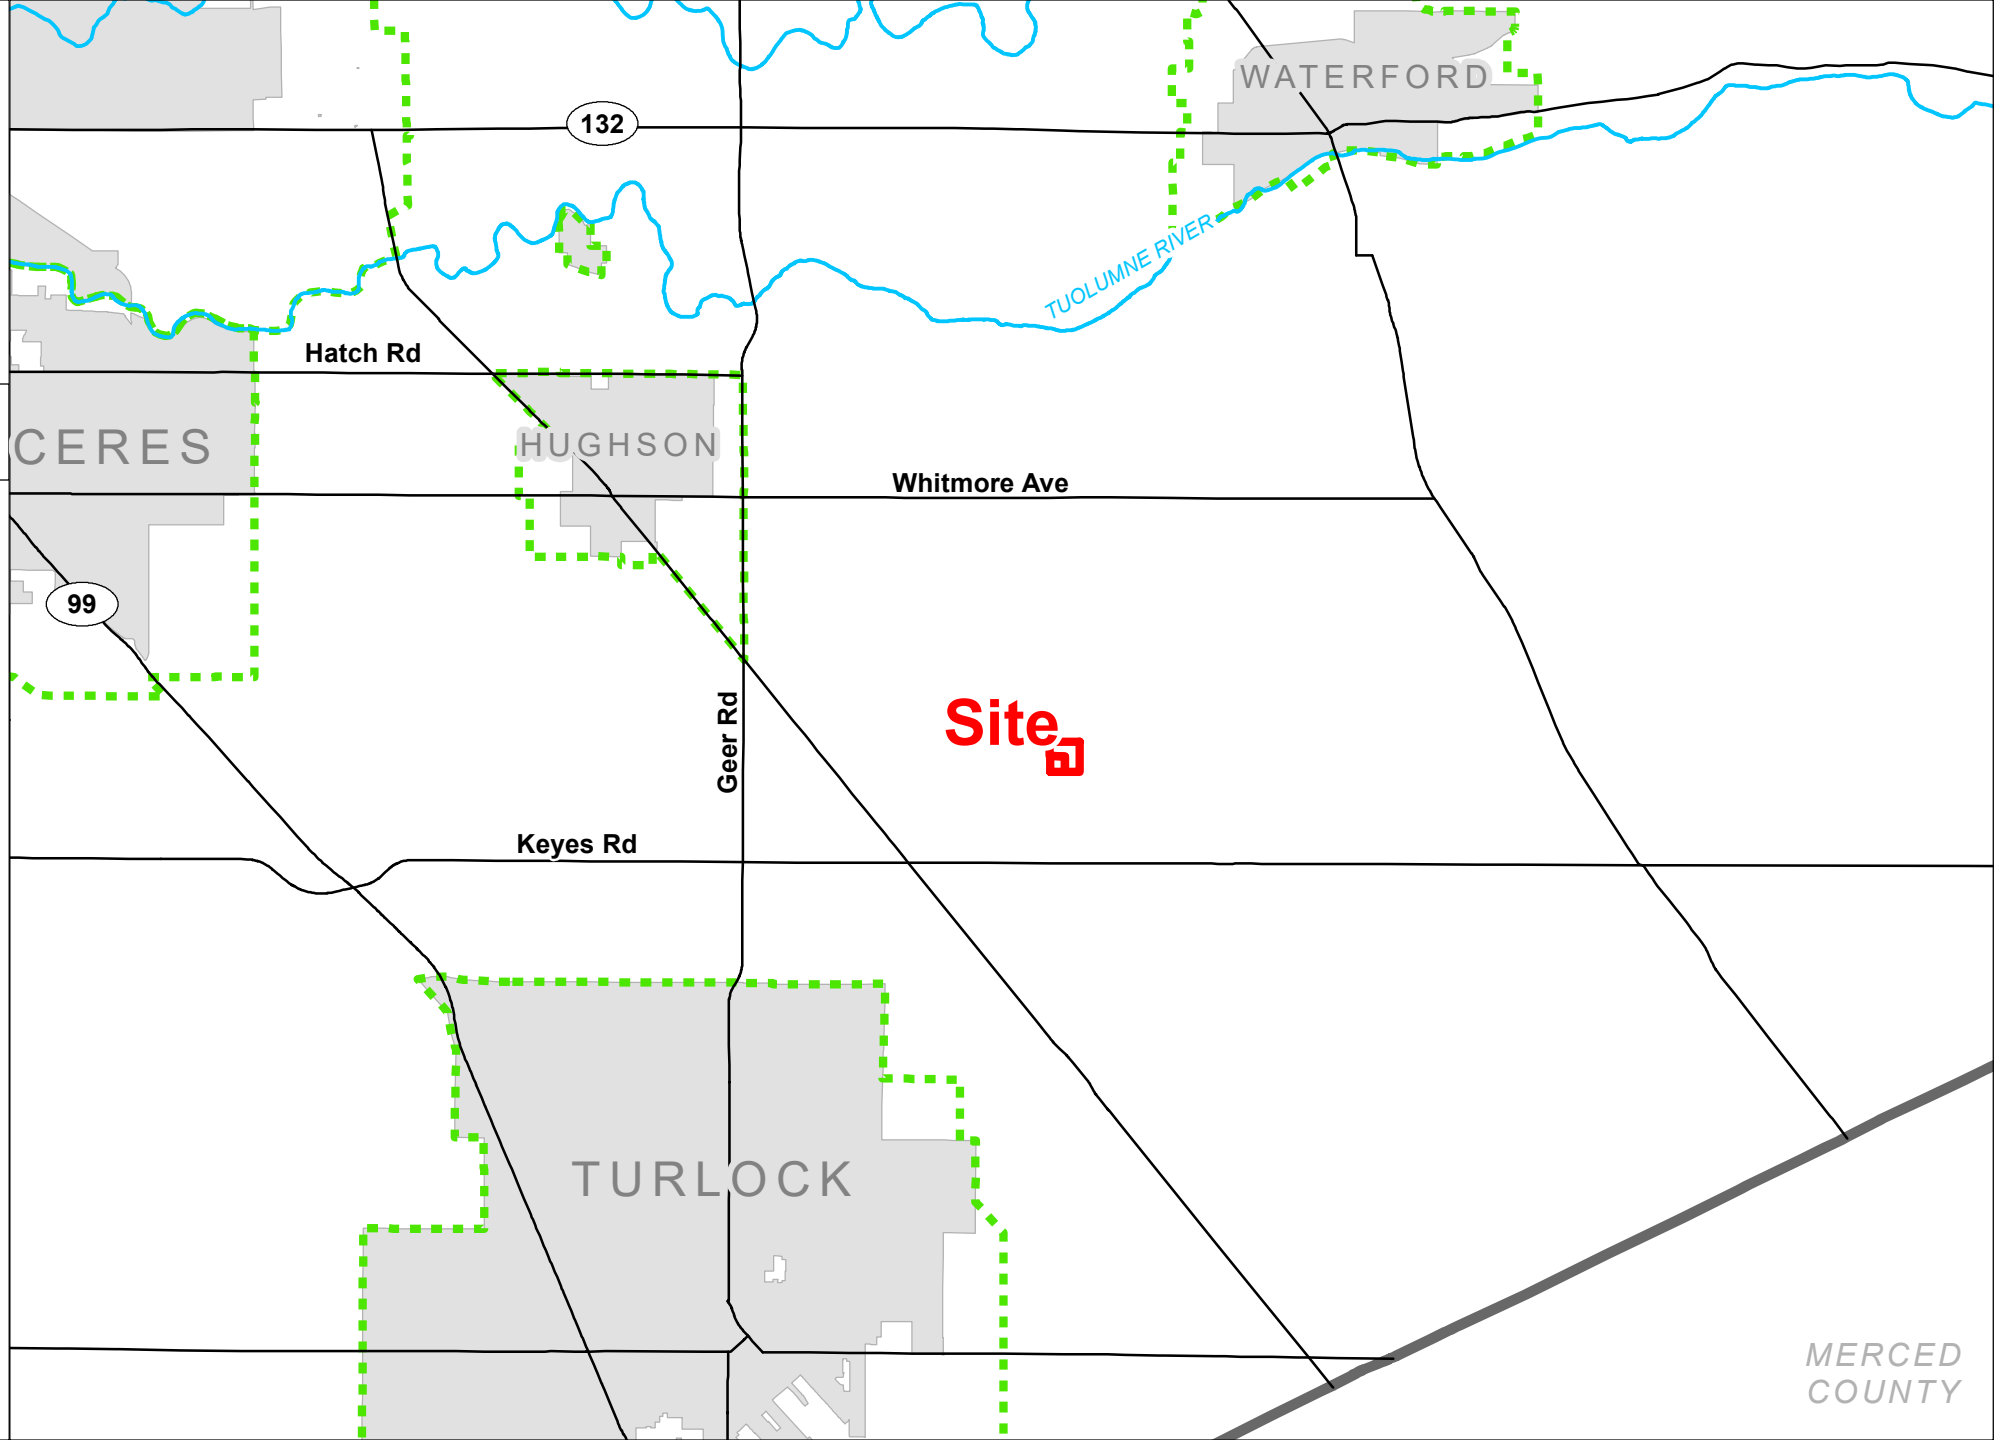 WATERFORD
132
TUOLUMNE RIVER
Hatch Rd
CERES
HUGHSON
Whitmore Ave
99
Geer Rd
Site
Keyes Rd
TURLOCK
MERCED
COUNTY